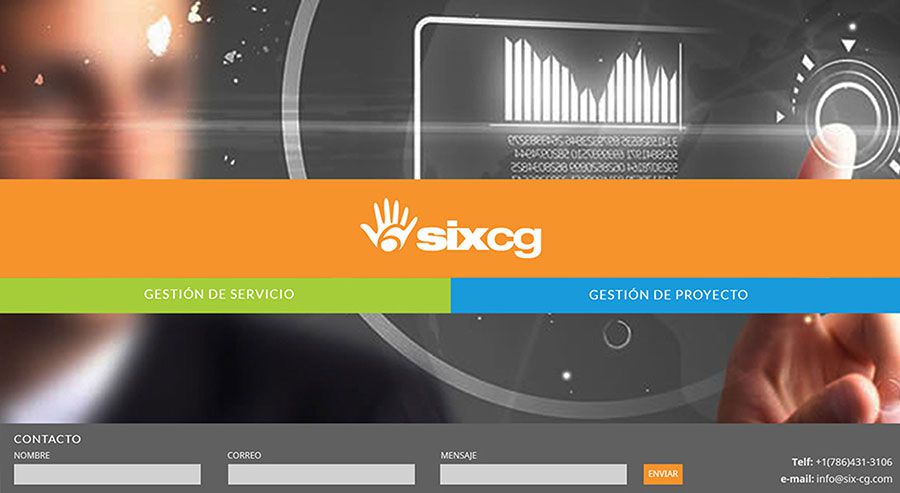 sixcg
GESTIÓN DE SERVICIO
GESTIÓN DE PROYECTO
CONTACTO
NOMBRE
CORREO
MENSAJE
ENVIAR
Telf: +1(786)431-3106
e-mail: info@six-cg.com